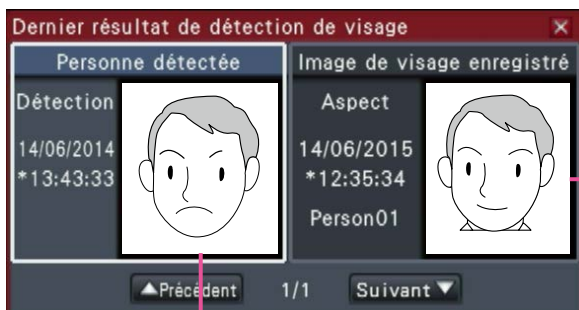 Dernier résultat de détection de visage ×
Personne détectée
Détection
14/06/2014
*13:43:33
Image de visage enregistré
Aspect
14/06/2015
*12:35:34
Person01
▲Précédent 1/1 Suivant▼